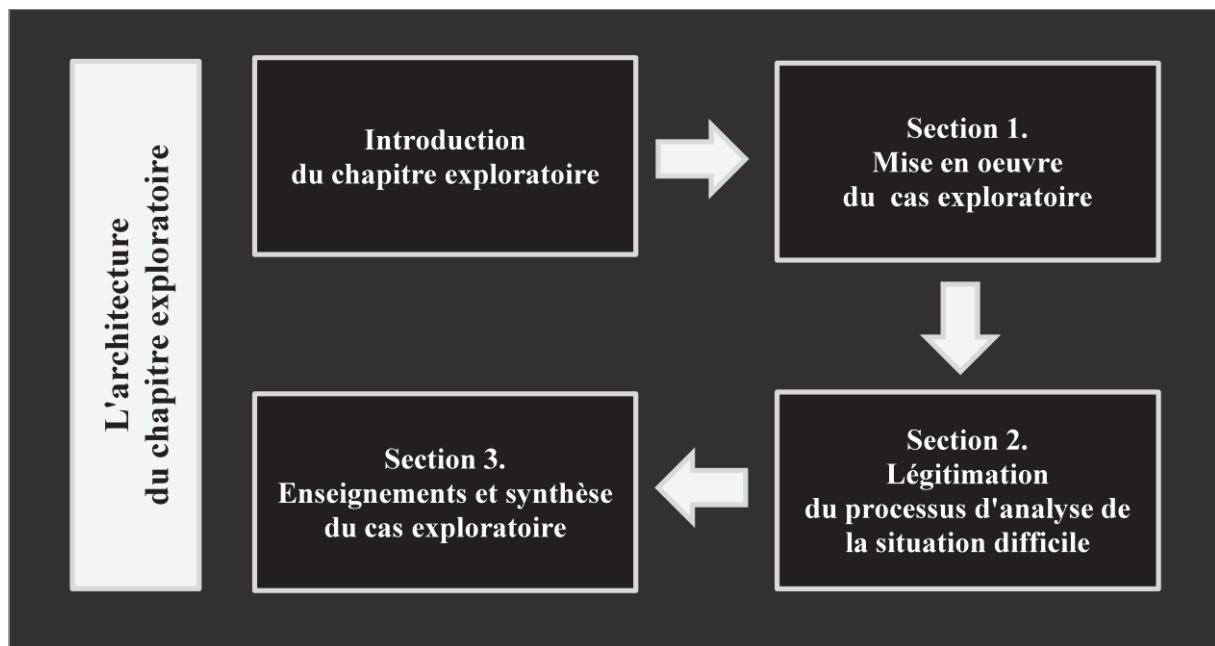 L'architecture
du chapitre exploratoire
Introduction
du chapitre exploratoire
Section 1.
Mise en oeuvre
du cas exploratoire
Section 2.
Légitimation
du processus d'analyse de
la situation difficile
Section 3.
Enseignements et synthèse
du cas exploratoire